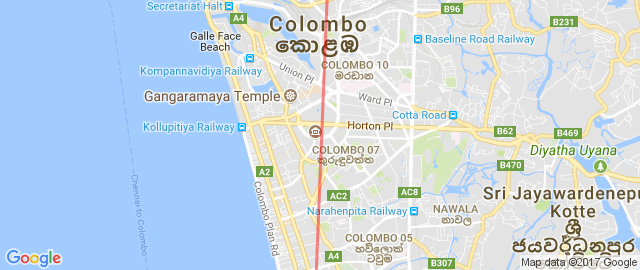 Secretariat Halt
A4
Colombo
කොළඹ
B231
Galle Face
Beach
Baseline Road Railway
Kompannavidiya Railway
Union Pl
COLOMBO 10
මරදාන
Gangaramaya Temple
Ward Pl
Cotta Road
Kollupitiya Railway
Horton Pl
B62
B469
COLOMBO 07
කුරුඳුවත්ත
Diyatha Uyana
B470
A2
Chennai to Colombo
Colombo Plan Rd
AC2
AC8
Sri Jayawardenepu
Kotte
ශ්‍රී
ජයවර්ධනපුර
NAWALA
නාවල
Narahenpita Railway
A4
COLOMBO 05
හව්ලොක්
ටවුම
B307
B120
Google
Map data ©2017 Google